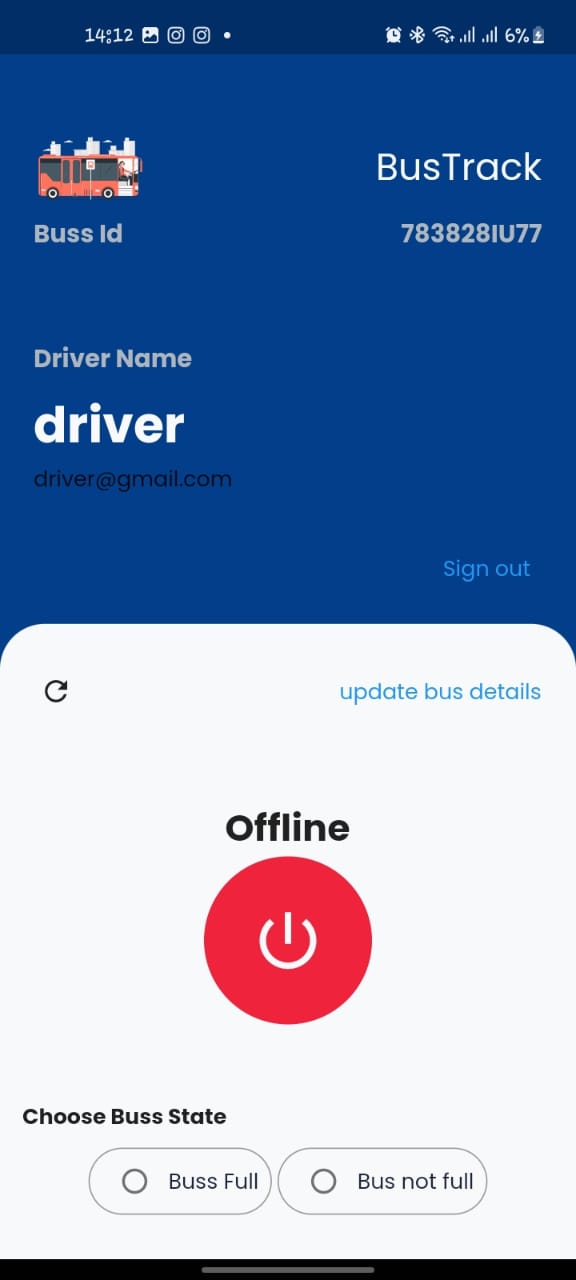 14:12 6%
BusTrack
Buss Id 783828IU77
Driver Name
driver
driver@gmail.com
Sign out
update bus details
Offline
Choose Buss State
Buss Full Bus not full